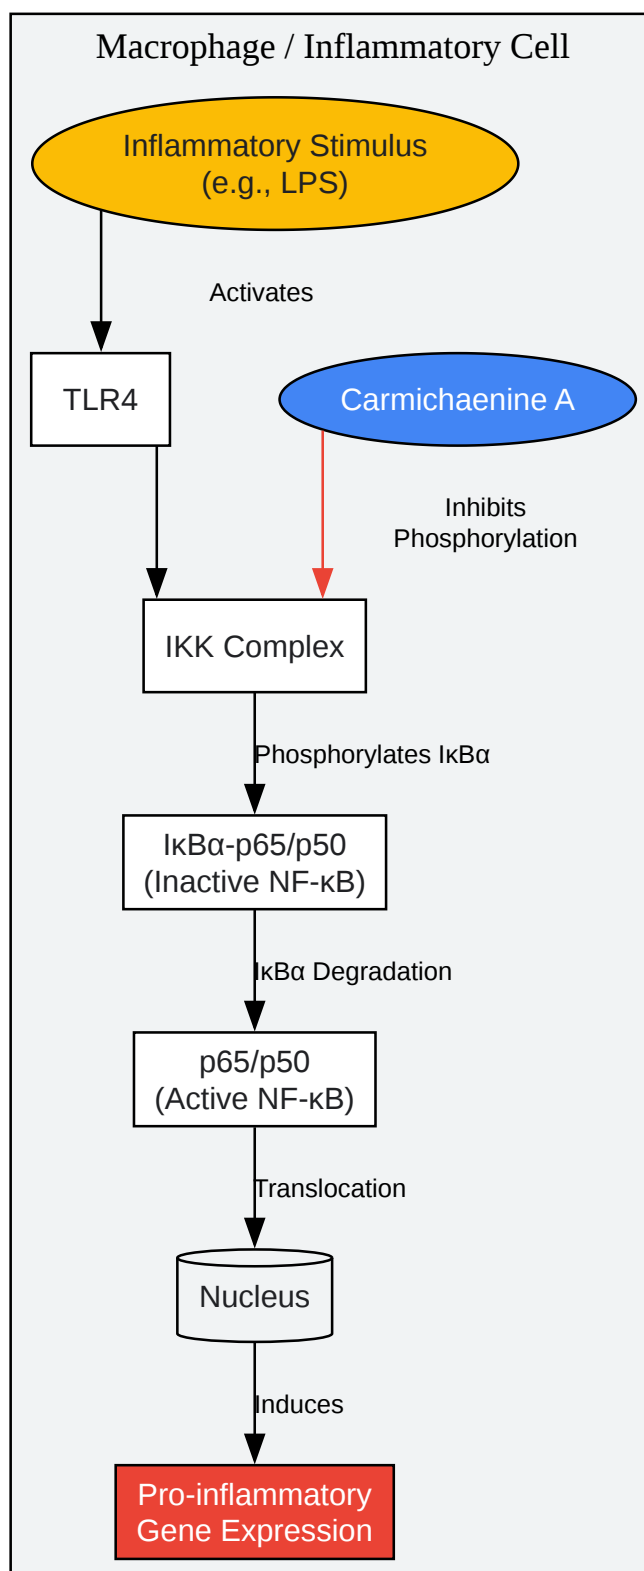 Macrophage / Inflammatory Cell
Inflammatory Stimulus
(e.g., LPS)
Activates
TLR4
Carmichaenine A
Inhibits
Phosphorylation
IKK Complex
Phosphorylates IκBα
IκBα-p65/p50
(Inactive NF-κB)
IκBα Degradation
p65/p50
(Active NF-κB)
Translocation
Nucleus
Induces
Pro-inflammatory
Gene Expression